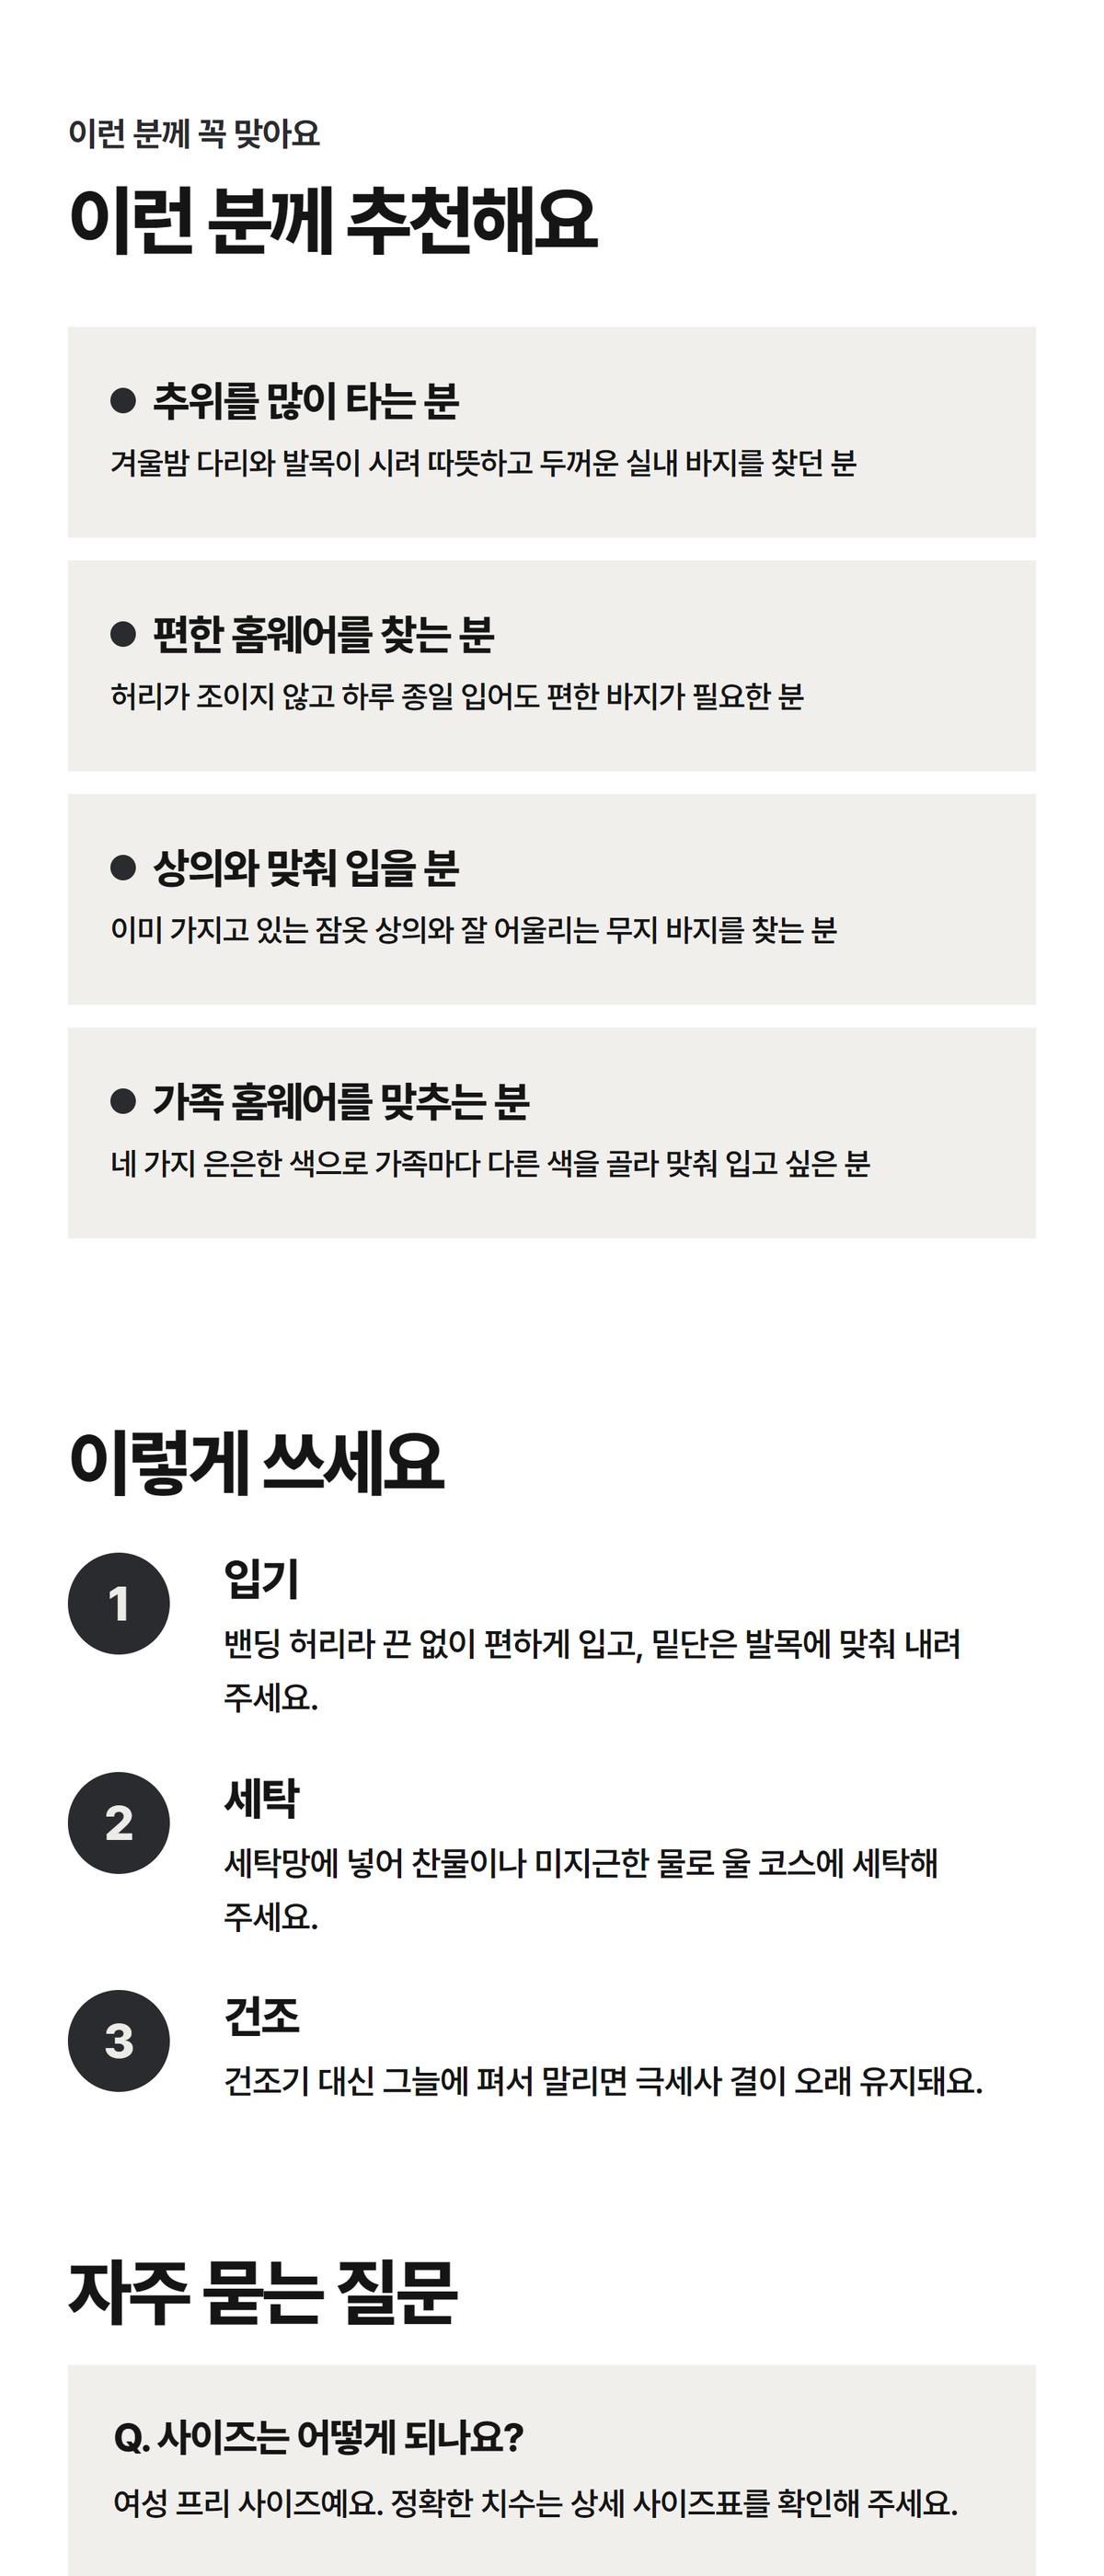 이런 분께 꼭 맞아요
이런 분께 추천해요
추위를 많이 타는 분
겨울밤 다리와 발목이 시려 따뜻하고 두꺼운 실내 바지를 찾던 분
편한 홈웨어를 찾는 분
허리가 조이지 않고 하루 종일 입어도 편한 바지가 필요한 분
상의와 맞춰 입을 분
이미 가지고 있는 잠옷 상의와 잘 어울리는 무지 바지를 찾는 분
가족 홈웨어를 맞추는 분
네 가지 은은한 색으로 가족마다 다른 색을 골라 맞춰 입고 싶은 분
이렇게 쓰세요
1
입기
밴딩 허리라 끈 없이 편하게 입고, 밑단은 발목에 맞춰 내려
주세요.
2
세탁
세탁망에 넣어 찬물이나 미지근한 물로 울 코스에 세탁해
주세요.
3
건조
건조기 대신 그늘에 펴서 말리면 극세사 결이 오래 유지돼요.
자주 묻는 질문
Q. 사이즈는 어떻게 되나요?
여성 프리 사이즈예요. 정확한 치수는 상세 사이즈표를 확인해 주세요.